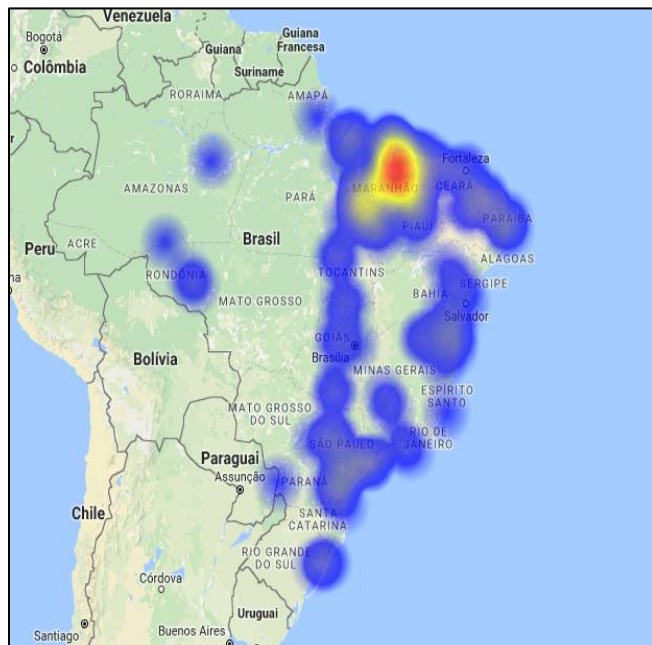 Venezuela
Bogotá
Colômbia
Guiana
Guiana
Francesa
Suriname
RORAIMA
AMAPÁ
Fortaleza
AMAZONAS
PARÁ
MARANHÃO
CEARÁ
PARAÍBA
PIAUÍ
ACRE
Brasil
Peru
RONDÔNIA
TOCANTINS
ALAGOAS
SERGIPE
BAHIA
MATO GROSSO
Salvador
GOIÁS
Brasília
Bolívia
MINAS GERAIS
ESPÍRITO
SANTO
MATO GROSSO
DO SUL
SÃO PAULO
RIO DE
JANEIRO
Paraguai
Assunção
PARANÁ
Chile
SANTA
CATARINA
RIO GRANDE
DO SUL
Córdova
Uruguai
Santiago
Buenos Aires